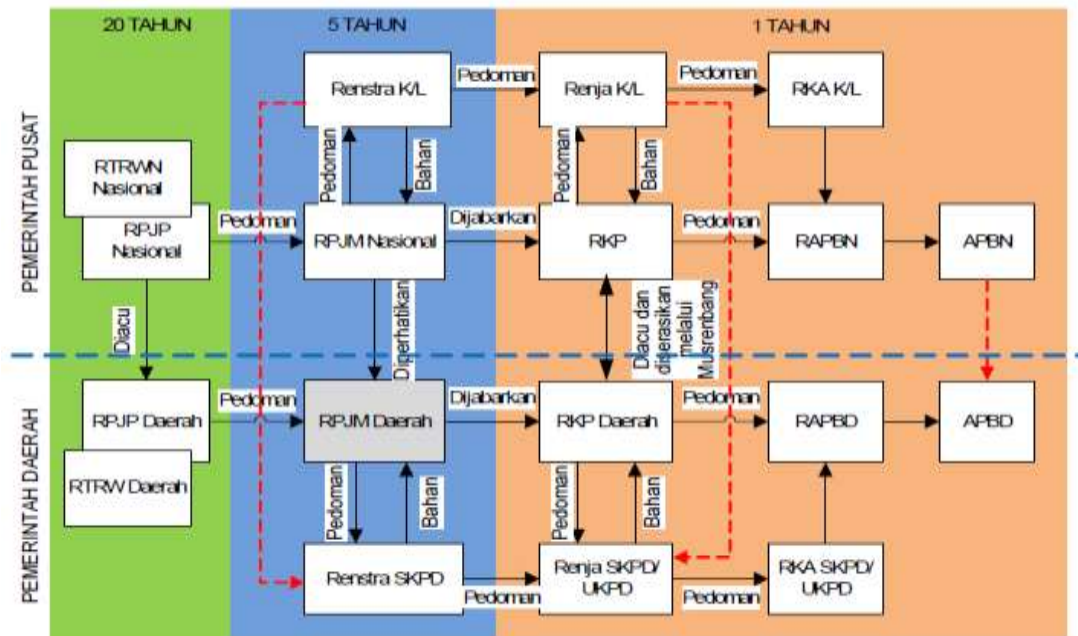 20 TAHUN
5 TAHUN
1 TAHUN
PEMERINTAH PUSAT
Renstra K/L
Pedoman
Renja K/L
Pedoman
RKA K/L
Pedoman
Bahan
Pedoman
Bahan
RTRWN
Nasional
RPJP
Nasional
Pedoman
RPJM Nasional
Dijabarkan
RKP
Pedoman
RAPBN
APBN
Diacu
Diperhatikan
Diacu dan
diserasikan
melalui
Musrenbang
PEMERINTAH DAERAH
RPJP Daerah
Pedoman
RPJM Daerah
Dijabarkan
RKP Daerah
Pedoman
RAPBD
APBD
RTRW Daerah
Pedoman
Bahan
Pedoman
Bahan
Renstra SKPD
Pedoman
Renja SKPD/
UKPD
Pedoman
RKA SKPD/
UKPD